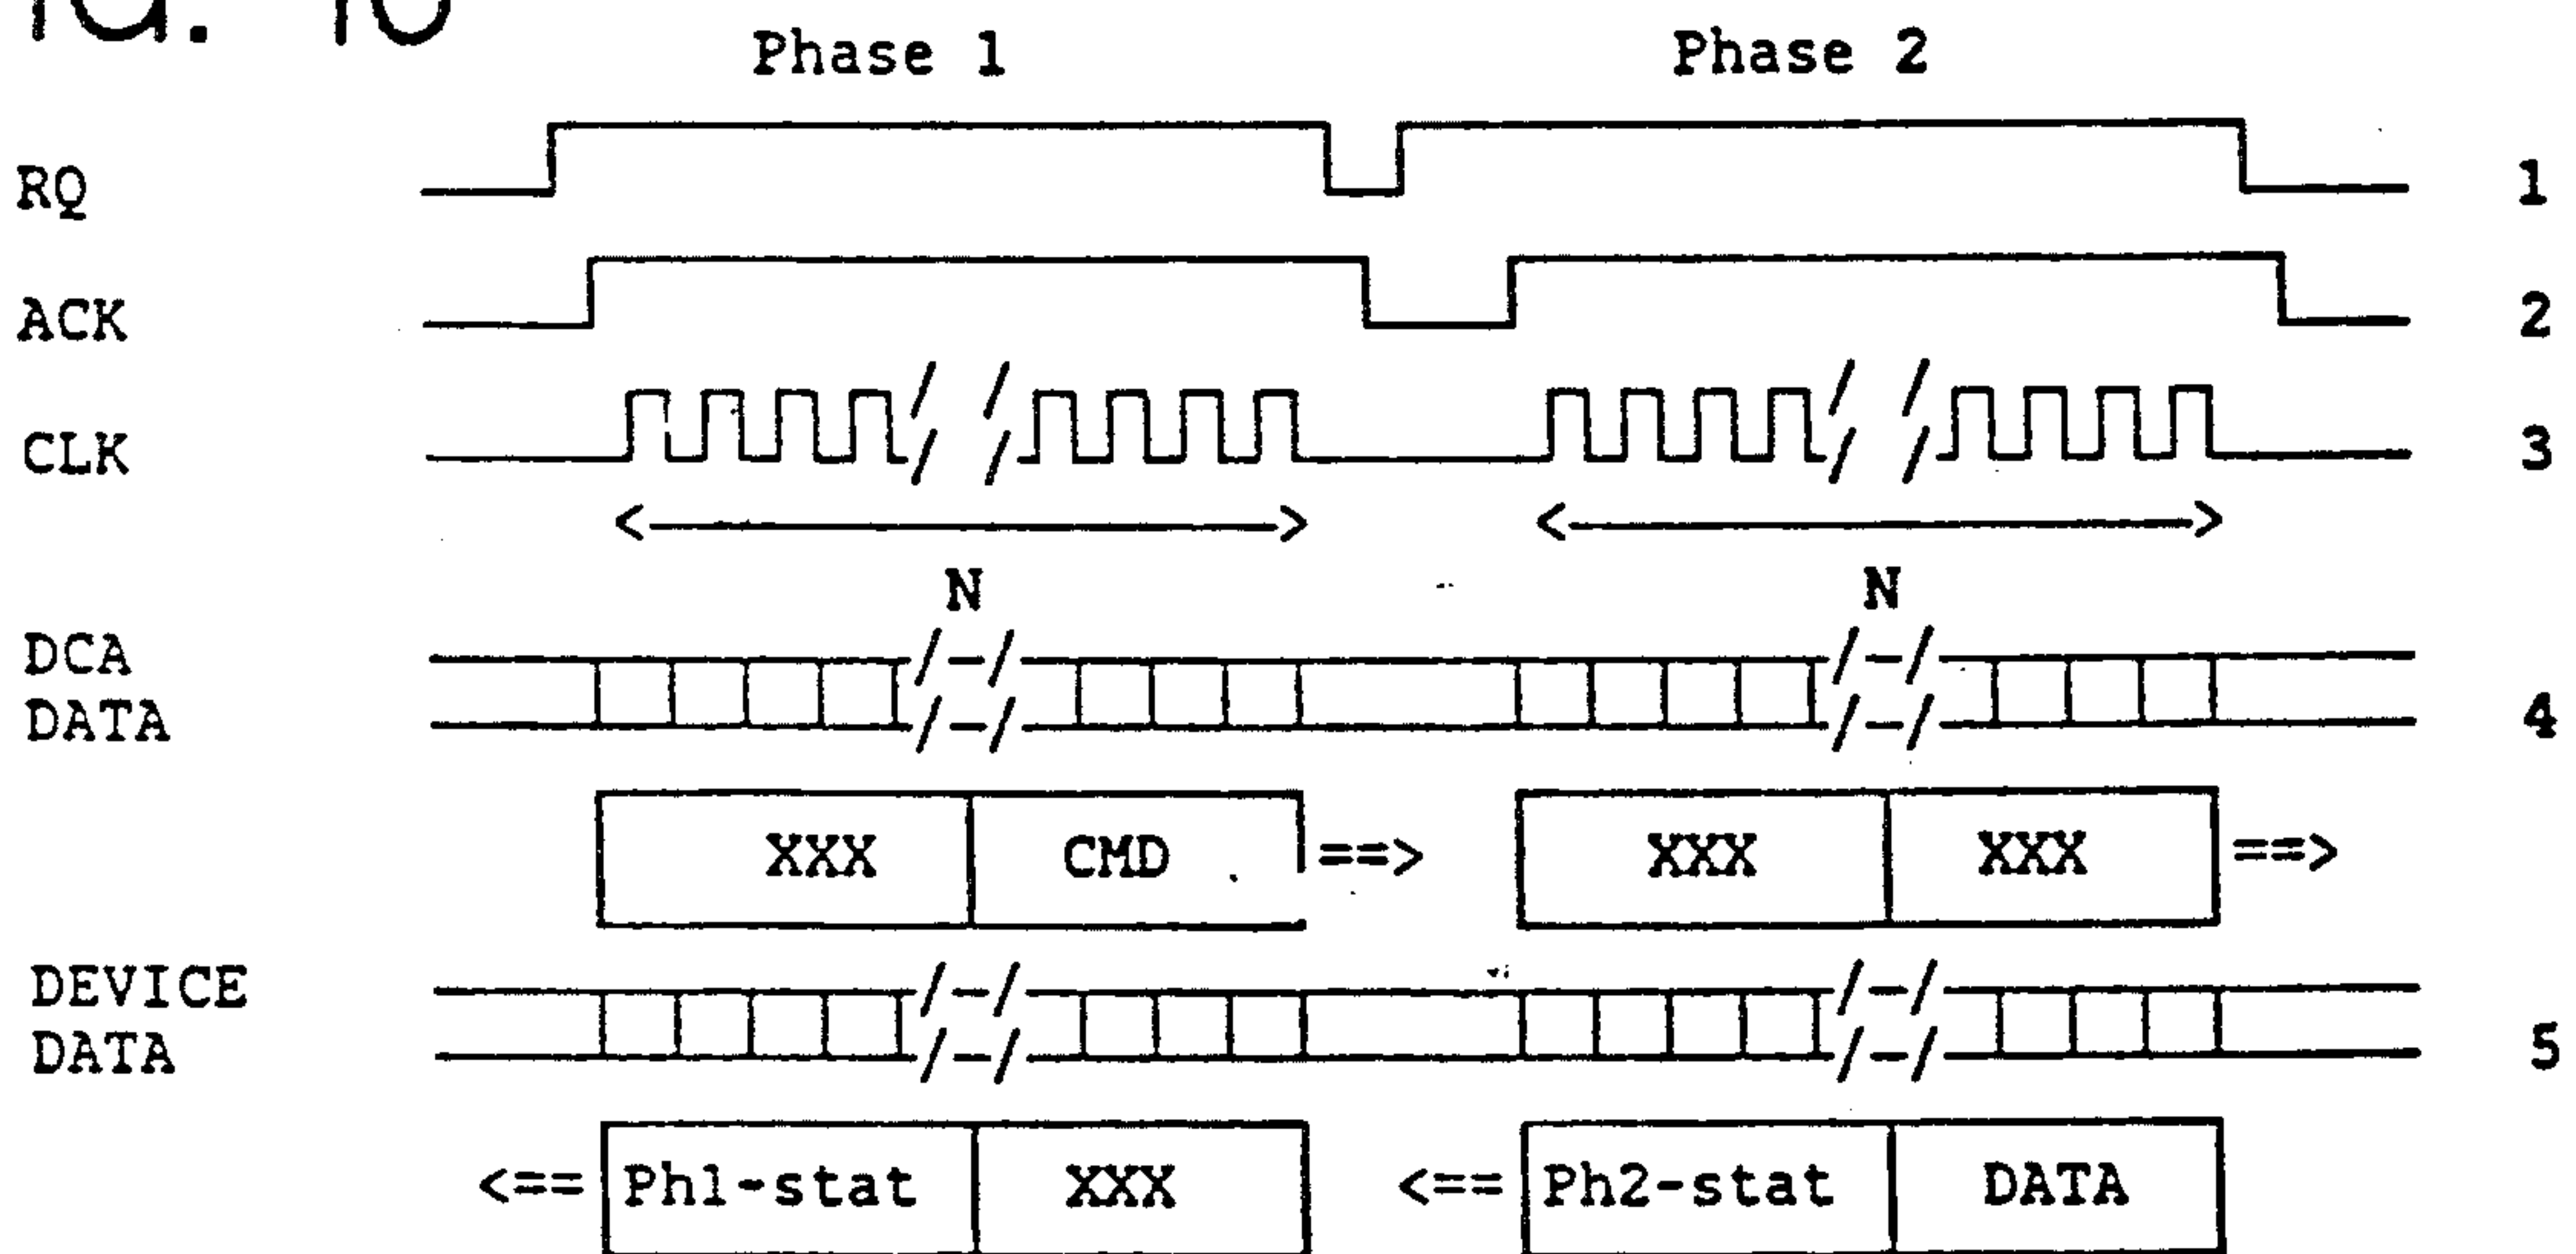 Phase 1 Phase 2
RQ 1
ACK 2
CLK 3
N N
DCA
DATA 4
XXX CMD ==> XXX XXX ==>
DEVICE
DATA 5
<== Ph1-stat XXX <== Ph2-stat DATA